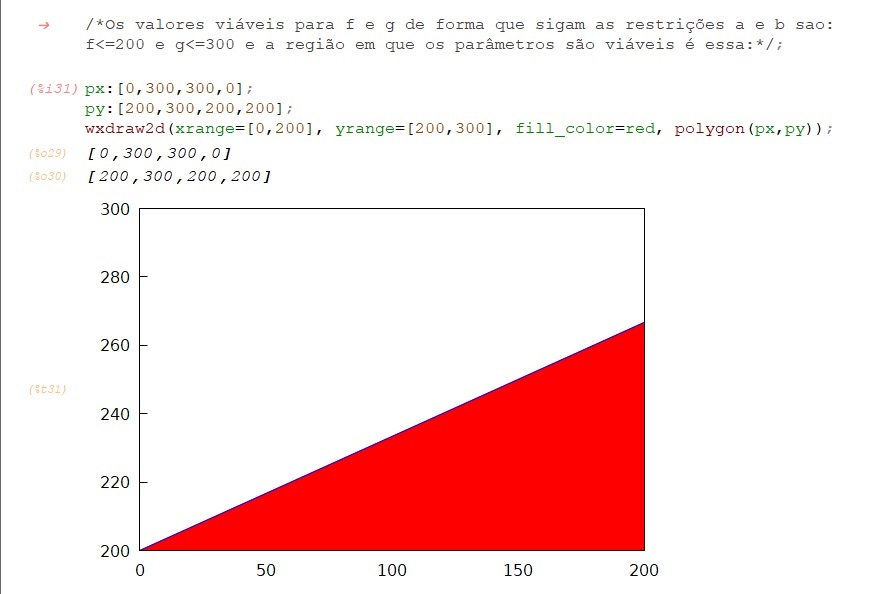 → /*Os valores viáveis para f e g de forma que sigam as restrições a e b sao:
f<=200 e g<=300 e a região em que os parâmetros são viáveis é essa:*/;
(%i31) px:[0,300,300,0];
py:[200,300,200,200];
wxdraw2d(xrange=[0,200], yrange=[200,300], fill_color=red, polygon(px,py));
(%o29) [0,300,300,0]
(%o30) [200,300,200,200]
300
280
260
(%t31)
240
220
200
0 50 100 150 200